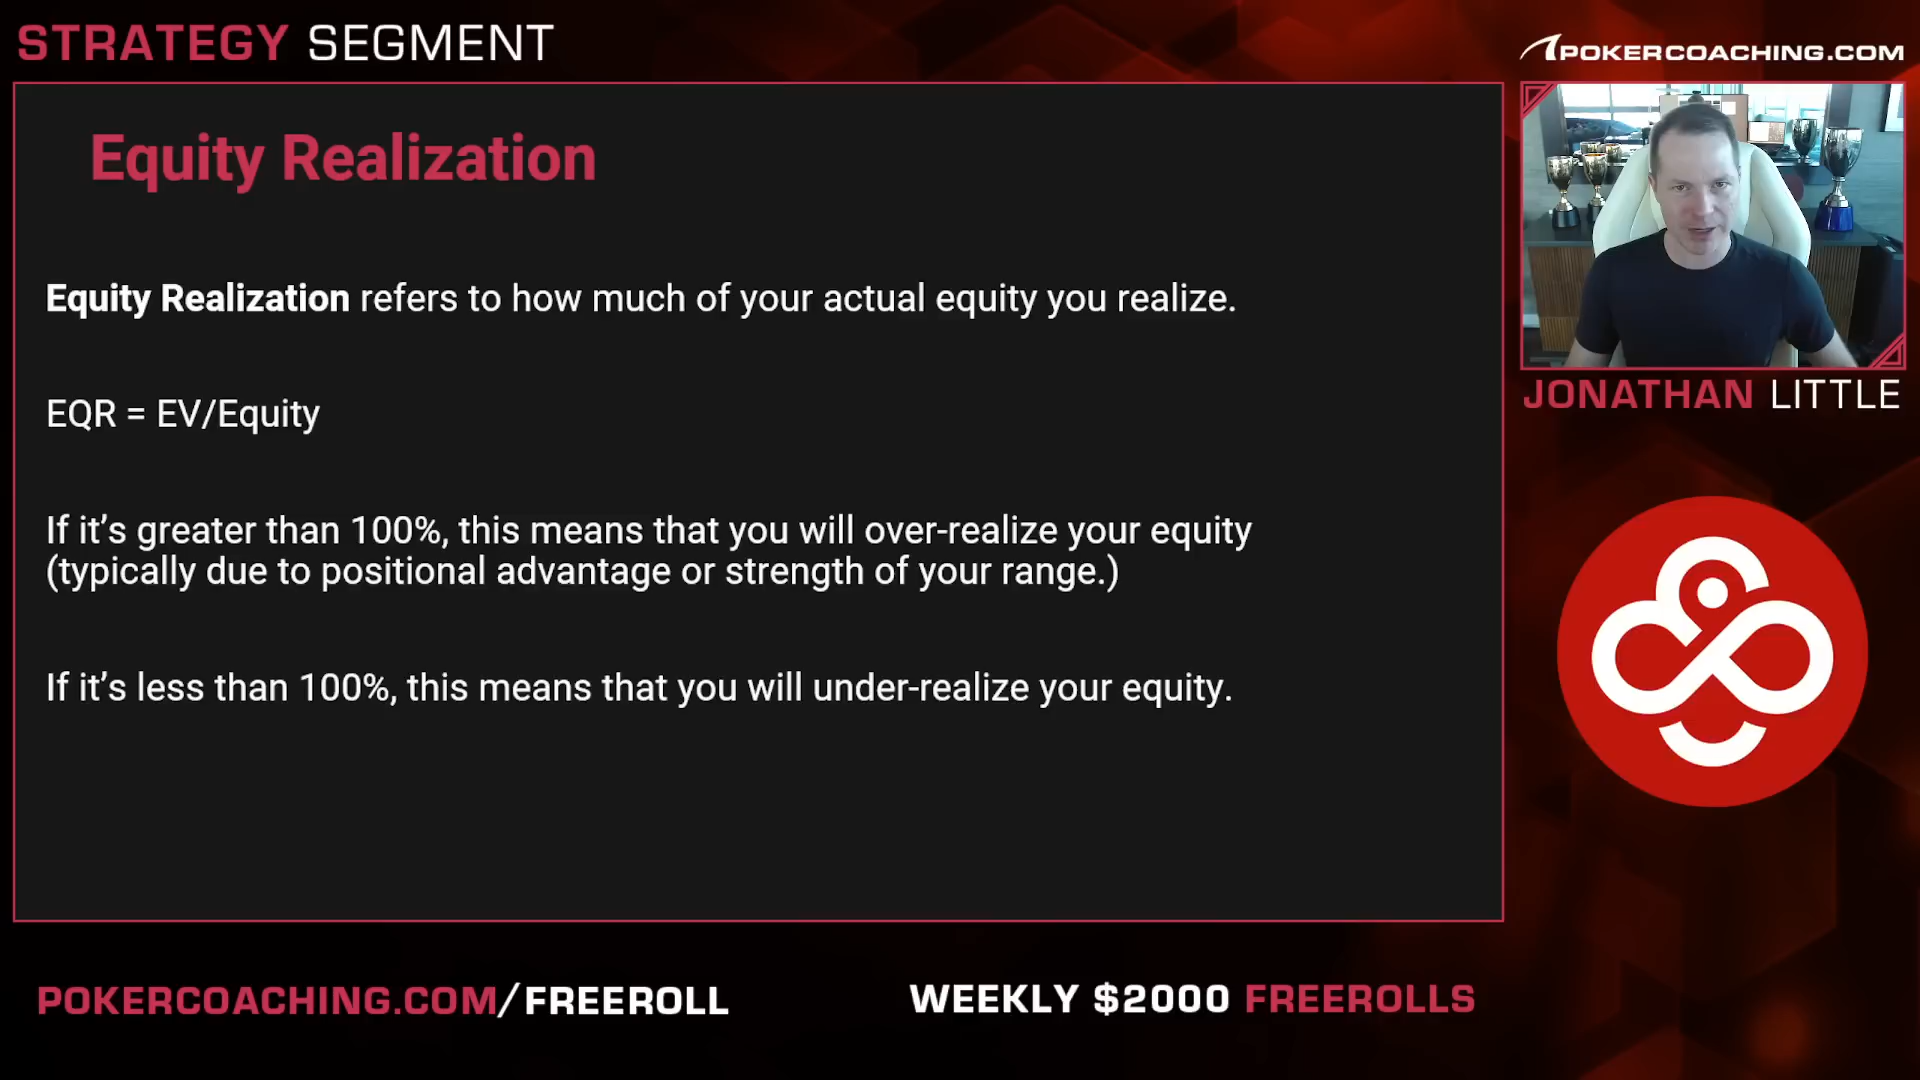 STRATEGY SEGMENT
POKERCOACHING.COM
Equity Realization
Equity Realization refers to how much of your actual equity you realize.
EQR = EV/Equity
If it’s greater than 100%, this means that you will over-realize your equity
(typically due to positional advantage or strength of your range.)
If it’s less than 100%, this means that you will under-realize your equity.
JONATHAN LITTLE
POKERCOACHING.COM/FREEROLL
WEEKLY $2000 FREEROLLS